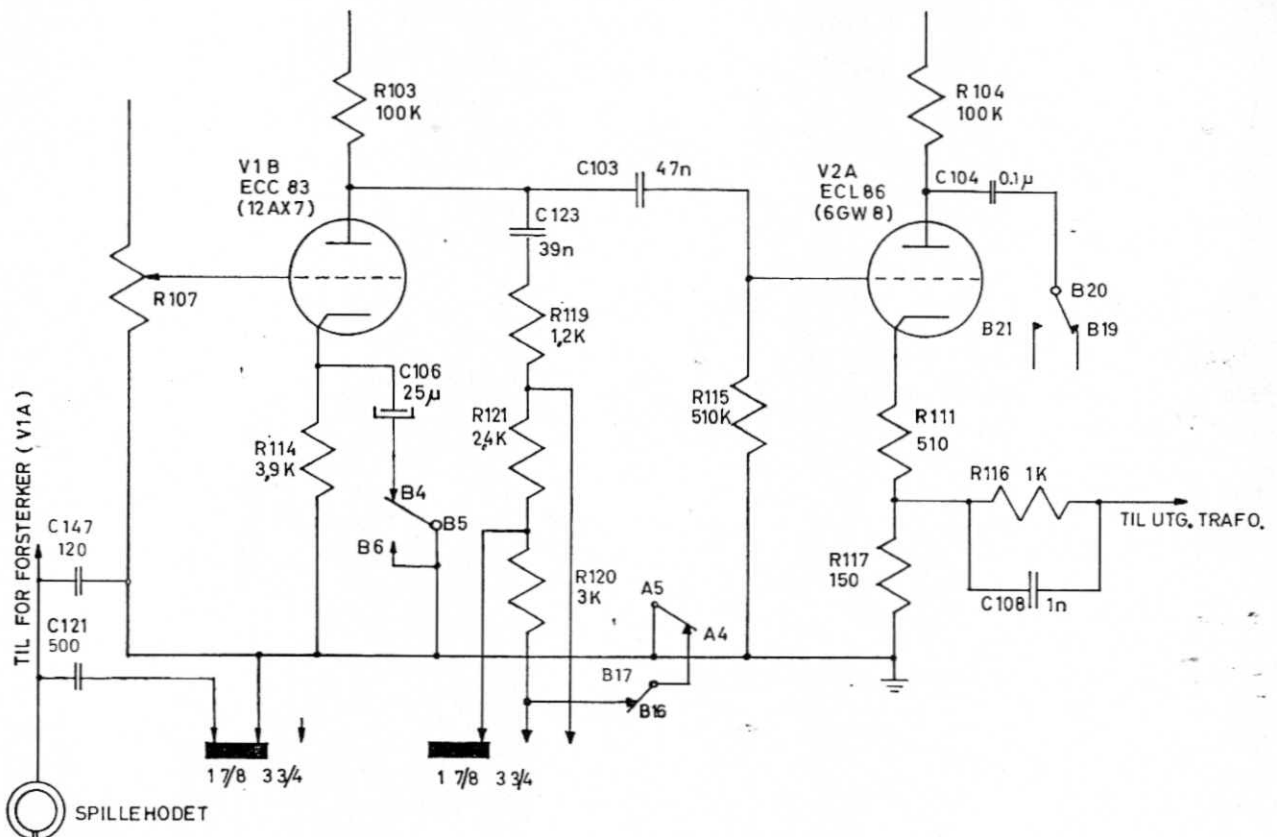 R103
100K
R104
100K
V1B
ECC 83
(12AX7)
C103 47n
V2A
ECL86
(6GW8)
C104 0.1µ
C123
39n
R107
R119
1,2K
B20
B21
B19
C106
25µ
R121
2,4K
R115
510K
R111
510
R114
3,9K
R116 1K
TIL UTG. TRAFO.
B4
B5
B6
R120
3K
R117
150
C108 1n
A5
A4
C147
120
C121
500
B17
B16
TIL FOR FORSTERKER (V1A)
1 7/8 3 3/4
1 7/8 3 3/4
SPILLEHODET